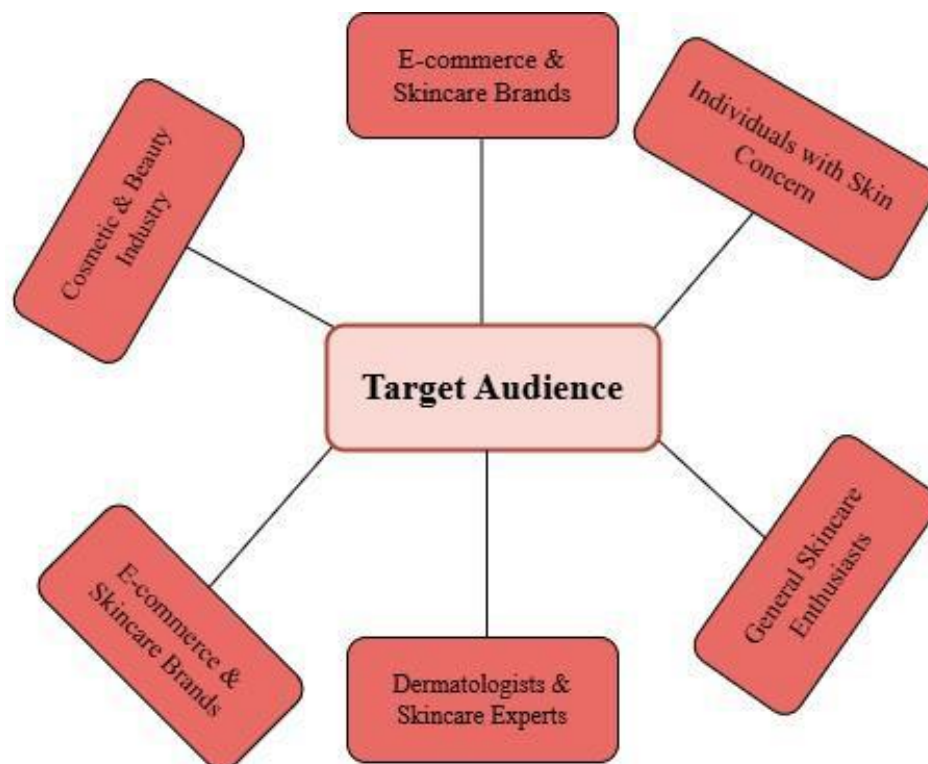 E-commerce &
Skincare Brands
Individuals with Skin
Concern
Cosmetic & Beauty
Industry
Target Audience
General Skincare
Enthusiasts
E-commerce &
Skincare Brands
Dermatologists &
Skincare Experts